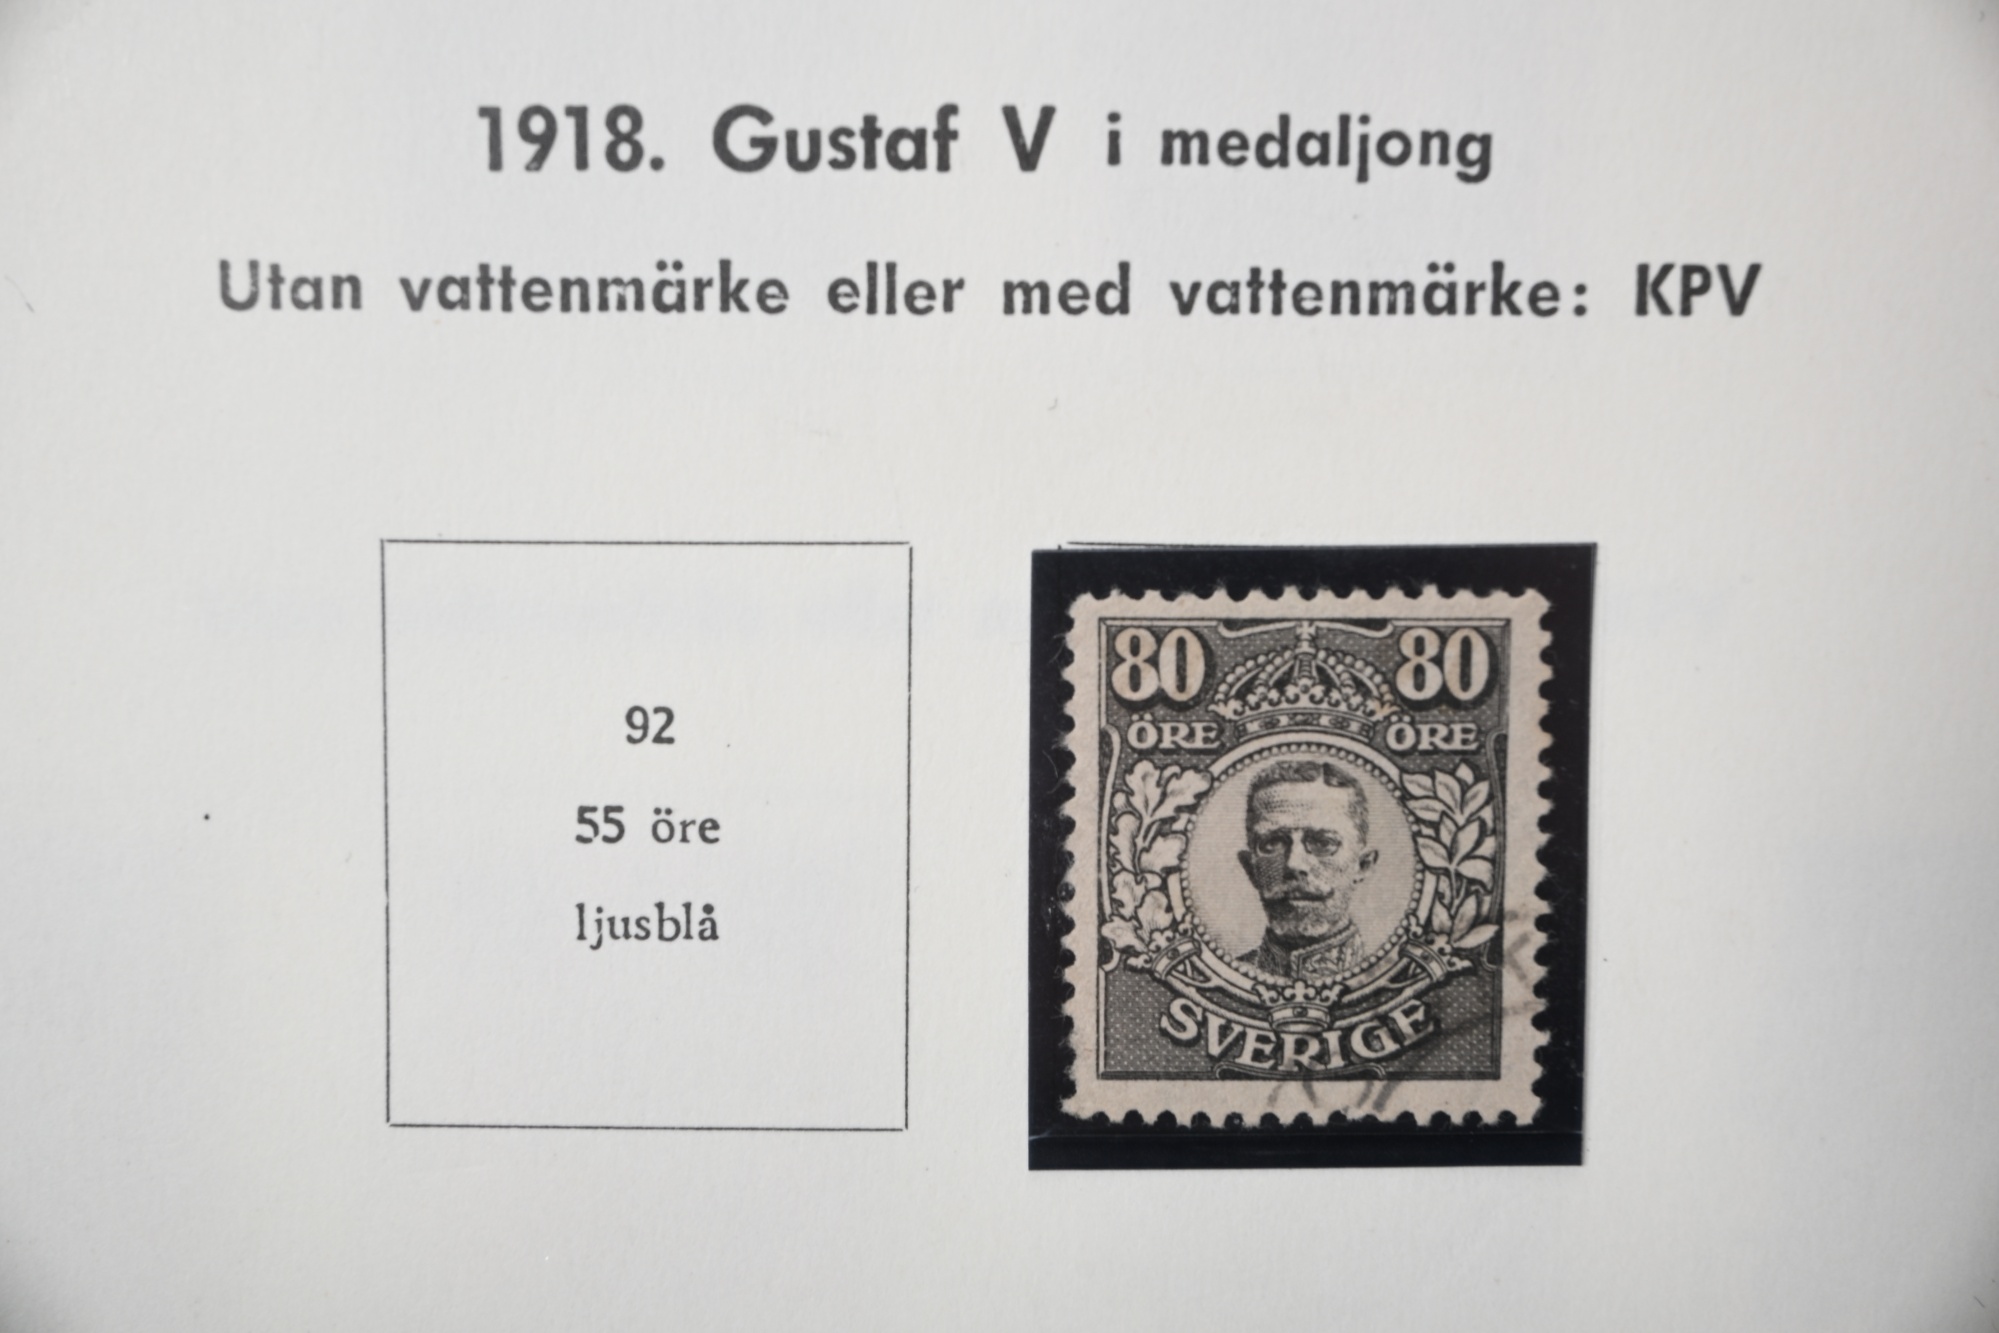 1918. Gustaf V i medaljong
Utan vattenmärke eller med vattenmärke: KPV
92
55 öre
ljusblå
80 80
ÖRE ÖRE
SVERIGE